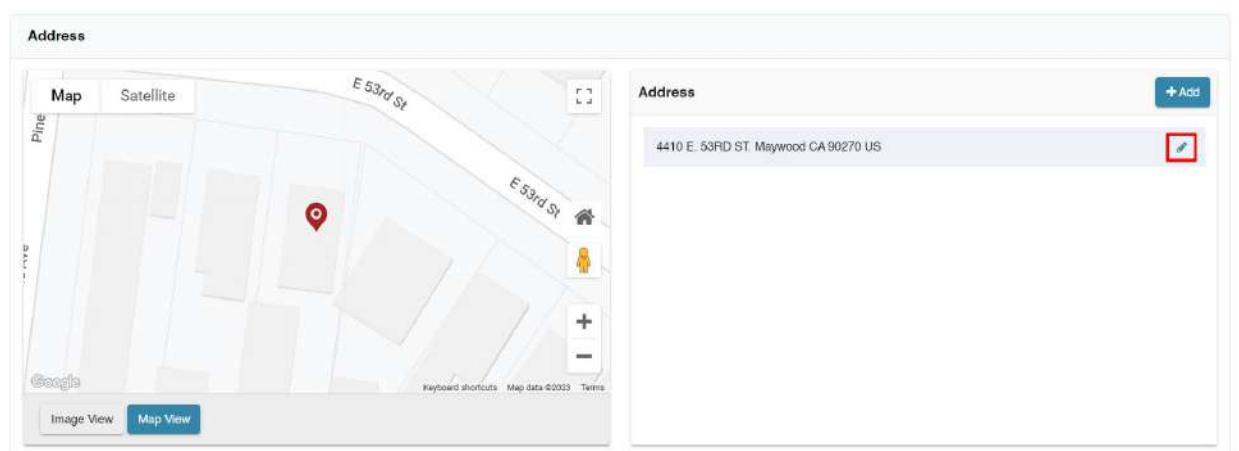 Address
Map
Satellite
E 53rd St
Pine
E 53rd St
Ave
Google
Keyboard shortcuts
Map data ©2023
Terms
Image View
Map View
Address
+ Add
4410 E. 53RD ST. Maywood CA 90270 US